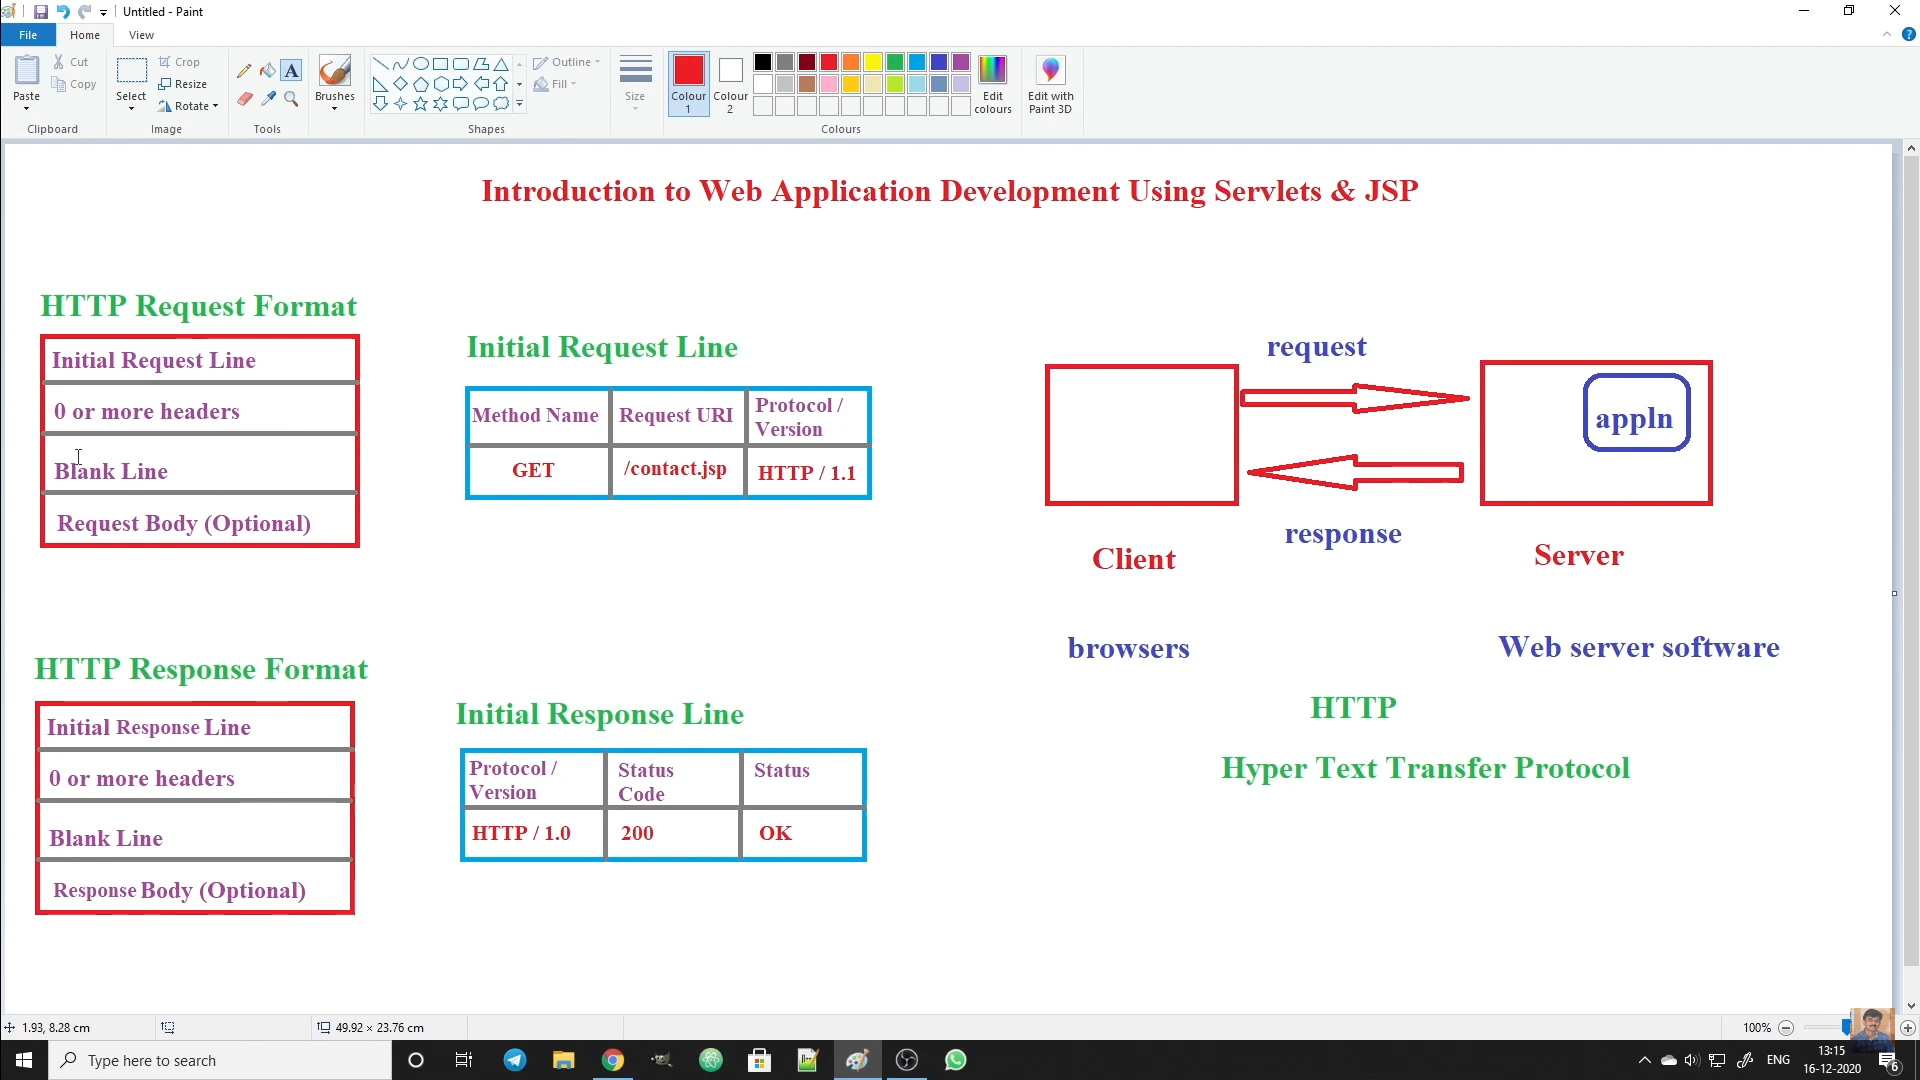 Untitled - Paint
File
Home
View
Paste
Cut
Copy
Clipboard
Select
Crop
Resize
Rotate
Image
Tools
Brushes
Shapes
Outline
Fill
Size
Colour 1
Colour 2
Edit colours
Colours
Edit with Paint 3D
Introduction to Web Application Development Using Servlets & JSP
HTTP Request Format
Initial Request Line
0 or more headers
Blank Line
Request Body (Optional)
Initial Request Line
Method Name
Request URI
Protocol /
Version
GET
/contact.jsp
HTTP / 1.1
request
appln
response
Client
Server
browsers
Web server software
HTTP
Hyper Text Transfer Protocol
HTTP Response Format
Initial Response Line
0 or more headers
Blank Line
Response Body (Optional)
Initial Response Line
Protocol /
Version
Status
Code
Status
HTTP / 1.0
200
OK
1.93, 8.28 cm
49.92 × 23.76 cm
100%
Type here to search
ENG
13:15
16-12-2020
6